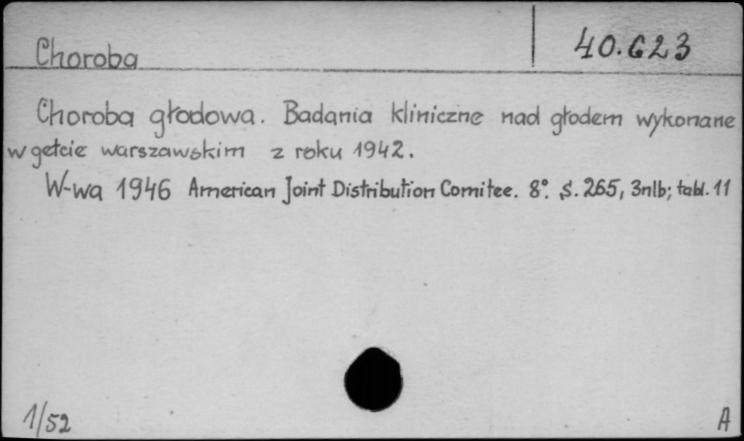 Choroba 40.623
Choroba głodowa. Badania kliniczne nad głodem wykonane
w getcie warszawskim z roku 1942.
W-wa 1946 American Joint Distribution Comitee. 8°. S. 265, 3nlb; tabl. 11
1/52 A